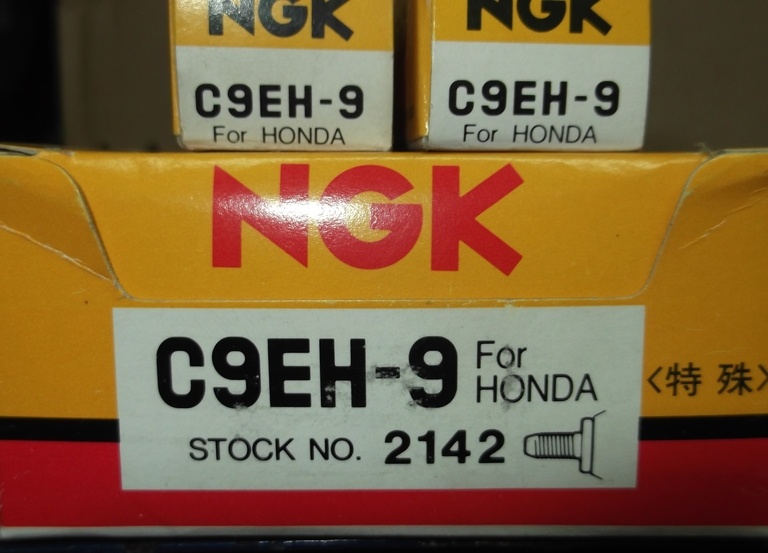 NGK
C9EH-9
For HONDA
NGK
C9EH-9
For HONDA
NGK
C9EH-9 For HONDA
STOCK NO. 2142
<特殊>